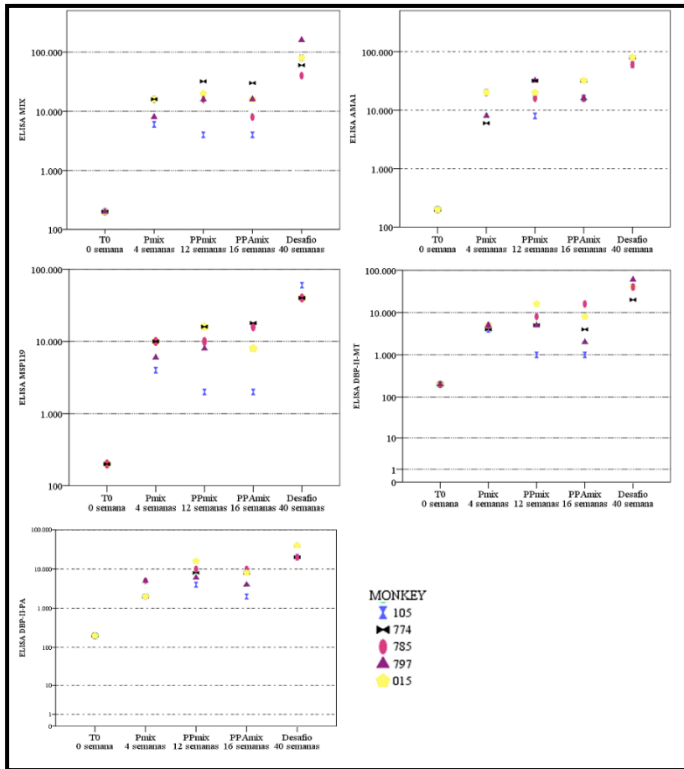 ELISA MIX
100.000
10.000
1.000
100
T0 Pmix PPmix PPAmix Desafio
0 semana 4 semanas 12 semanas 16 semanas 40 semanas
ELISA AMA1
100.000
10.000
1.000
100
T0 Pmix PPmix PPAmix Desafio
0 semana 4 semanas 12 semanas 16 semanas 40 semanas
ELISA MSP119
100.000
10.000
1.000
100
T0 Pmix PPmix PPAmix Desafio
0 semana 4 semanas 12 semanas 16 semanas 40 semanas
ELISA DBP-II-MT
100.000
10.000
1.000
100
10
1
0
T0 Pmix PPmix PPAmix Desafio
0 semana 4 semanas 12 semanas 16 semanas 40 semanas
ELISA DBP-II-PA
100.000
10.000
1.000
100
10
1
0
T0 Pmix PPmix PPAmix Desafio
0 semana 4 semanas 12 semanas 16 semanas 40 semanas
MONKEY
105
774
785
797
015